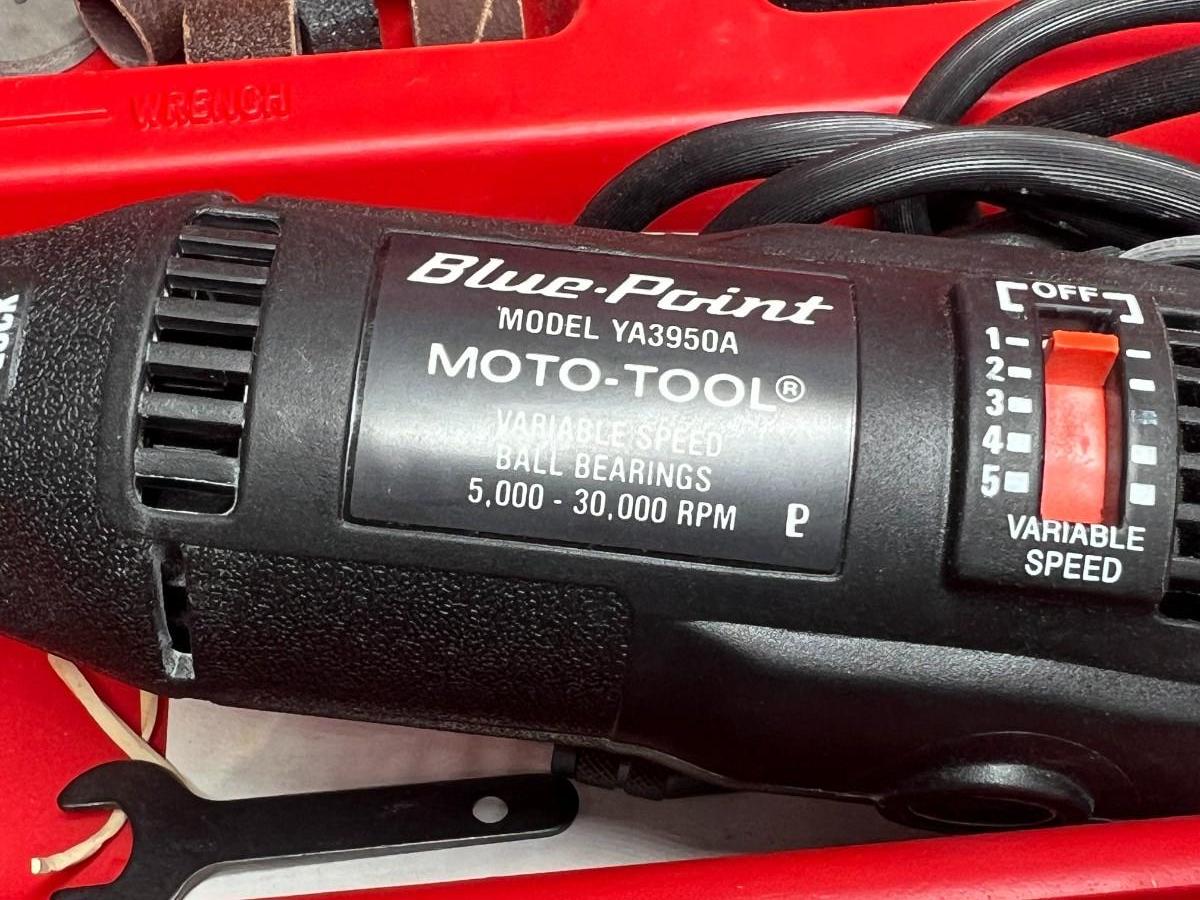 WRENCH
Blue-Point
MODEL YA3950A
MOTO-TOOL®
VARIABLE SPEED
BALL BEARINGS
5,000 - 30,000 RPM
OFF
1
2
3
4
5
VARIABLE
SPEED